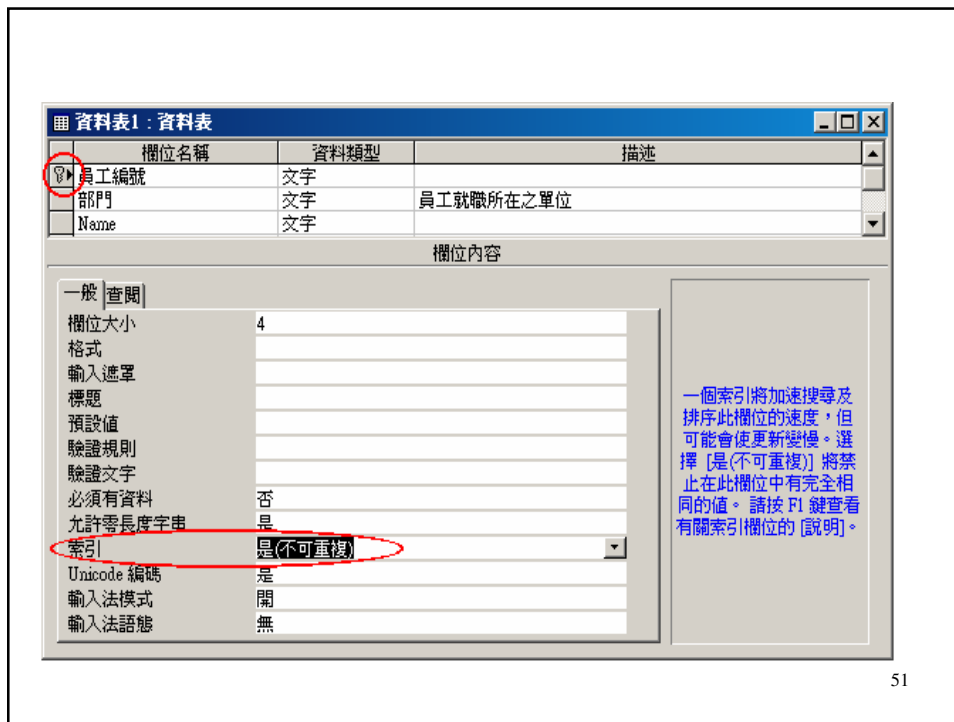 資料表1 : 資料表
欄位名稱 資料類型 描述
員工編號 文字
部門 文字 員工就職所在之單位
Name 文字
欄位內容
一般 查閱
欄位大小 4
格式
輸入遮罩
標題
預設值
驗證規則
驗證文字
必須有資料 否
允許零長度字串 是
索引 是(不可重複)
Unicode 編碼 是
輸入法模式 開
輸入法語態 無
一個索引將加速搜尋及
排序此欄位的速度，但
可能會使更新變慢。選
擇 [是(不可重複)] 將禁
止在此欄位中有完全相
同的值。 請按 F1 鍵查看
有關索引欄位的 [說明]。
51